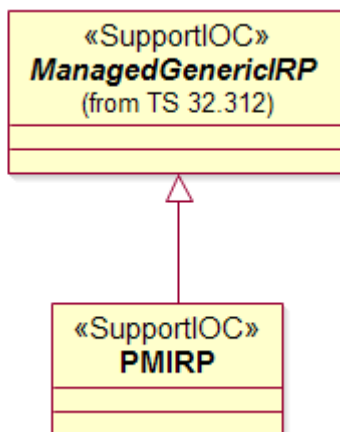 «SupportIOC»
ManagedGenericIRP
(from TS 32.312)
«SupportIOC»
PMIRP